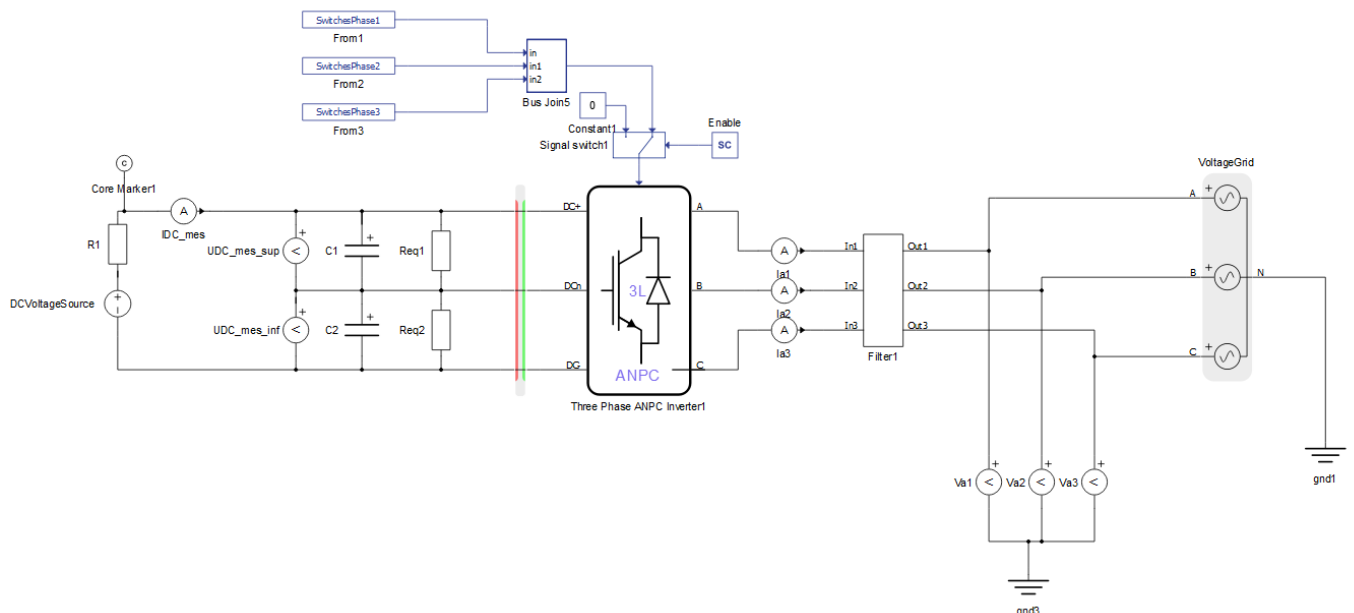 SwitchesPhase1
From1
SwitchesPhase2
From2
SwitchesPhase3
From3
in
in1
in2
Bus Join5
0
Constant1
Signal switch1
Enable
SC
C
Core Marker1
R1
A
IDC_mes
DCVoltageSource
UDC_mes_sup
UDC_mes_inf
C1
C2
Req1
Req2
DC+
DCn
DC-
3L
ANPC
A
B
C
Three Phase ANPC Inverter1
A
Ia1
A
Ia2
A
Ia3
In1
In2
In3
Filter1
Out1
Out2
Out3
VoltageGrid
A
B
C
N
Va1
Va2
Va3
gnd1
gnd3